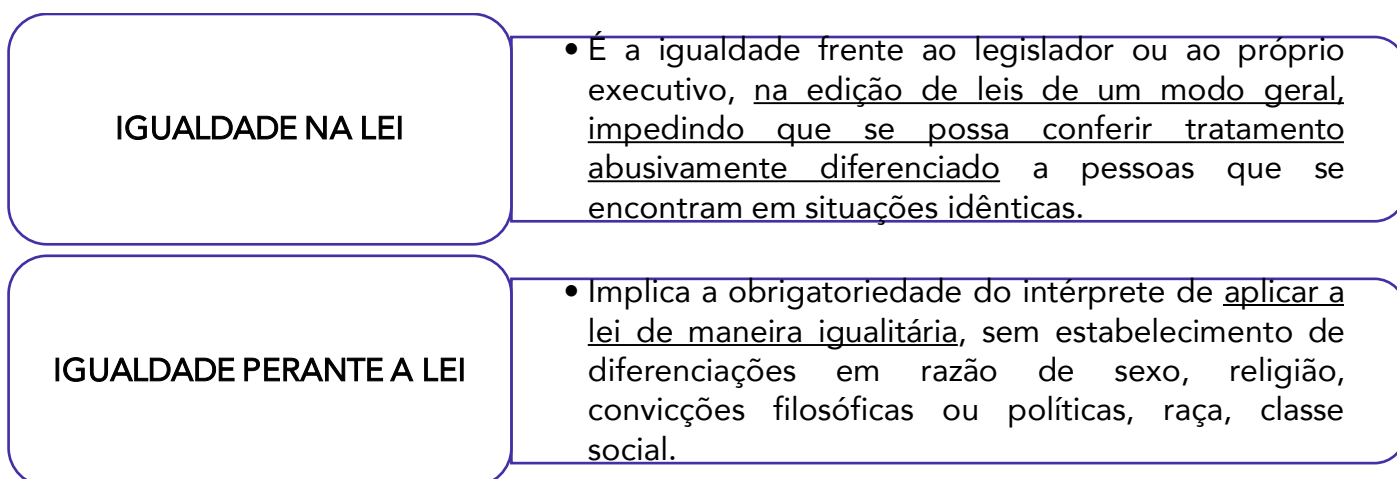 IGUALDADE NA LEI
• É a igualdade frente ao legislador ou ao próprio
executivo, na edição de leis de um modo geral,
impedindo que se possa conferir tratamento
abusivamente diferenciado a pessoas que se
encontram em situações idênticas.
IGUALDADE PERANTE A LEI
• Implica a obrigatoriedade do intérprete de aplicar a
lei de maneira igualitária, sem estabelecimento de
diferenciações em razão de sexo, religião,
convicções filosóficas ou políticas, raça, classe
social.